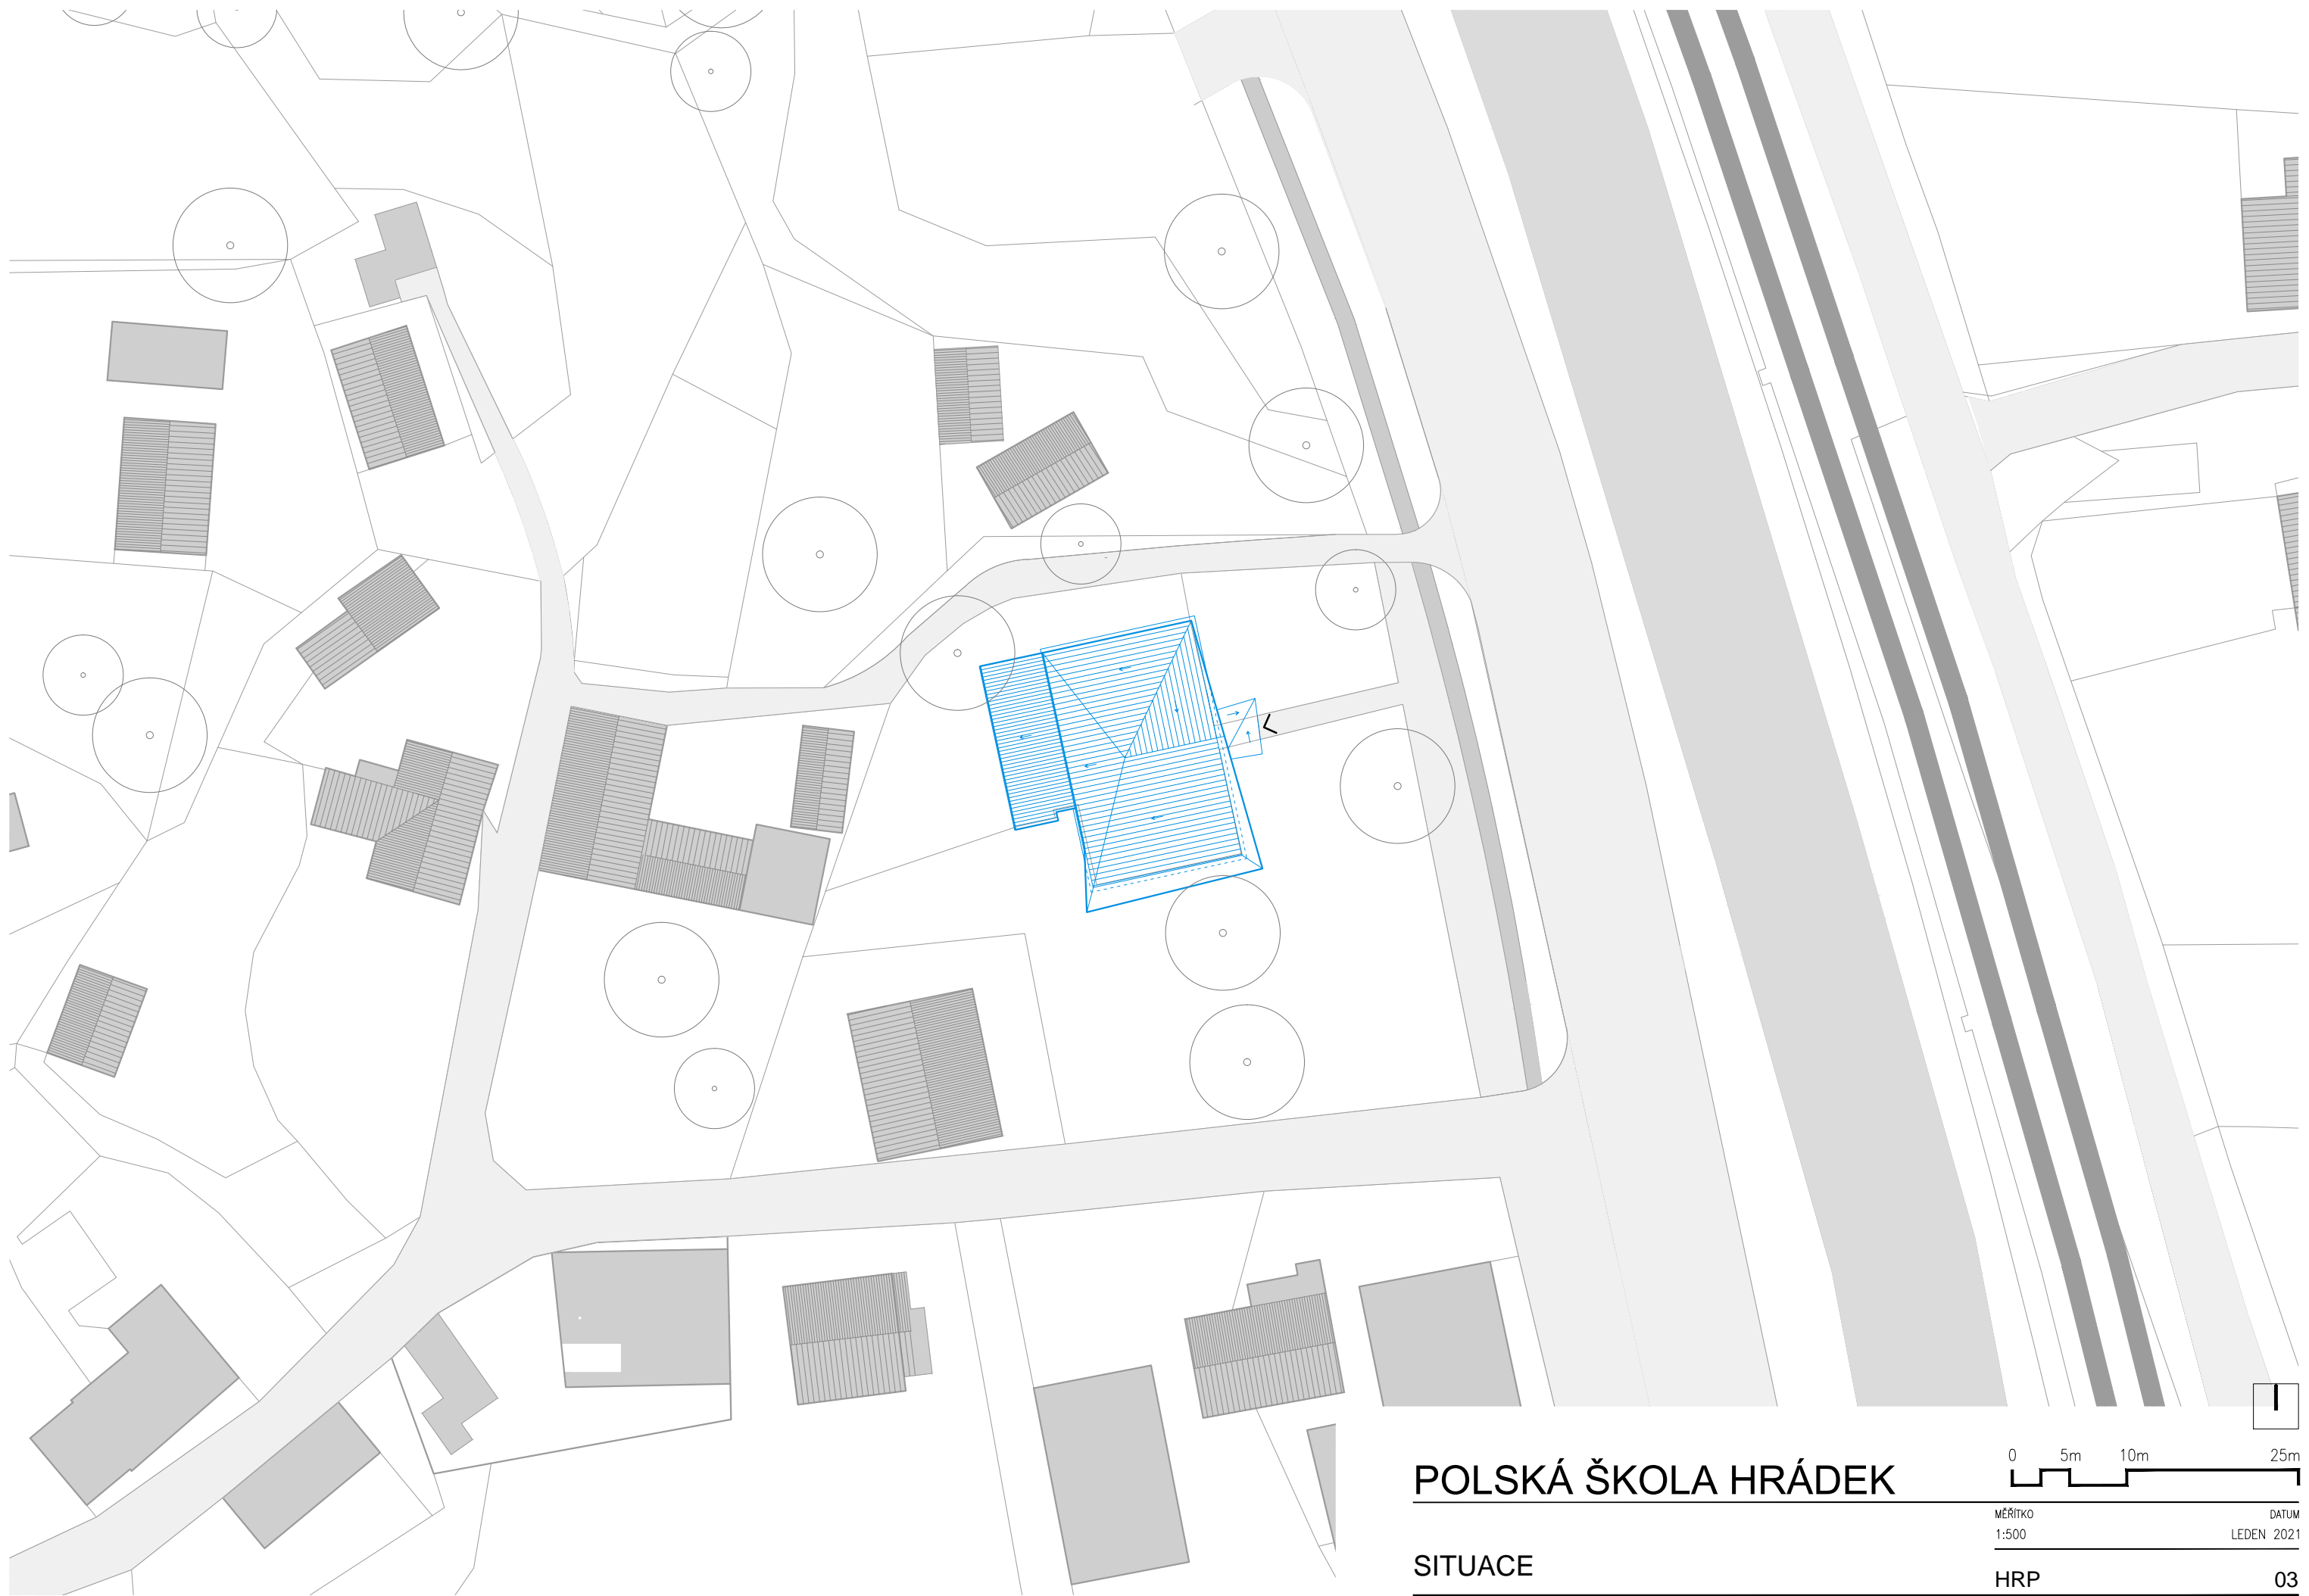 0 5m 10m 25m
POLSKÁ ŠKOLA HRÁDEK
MĚŘÍTKO DATUM
1:500 LEDEN 2021
SITUACE
HRP 03